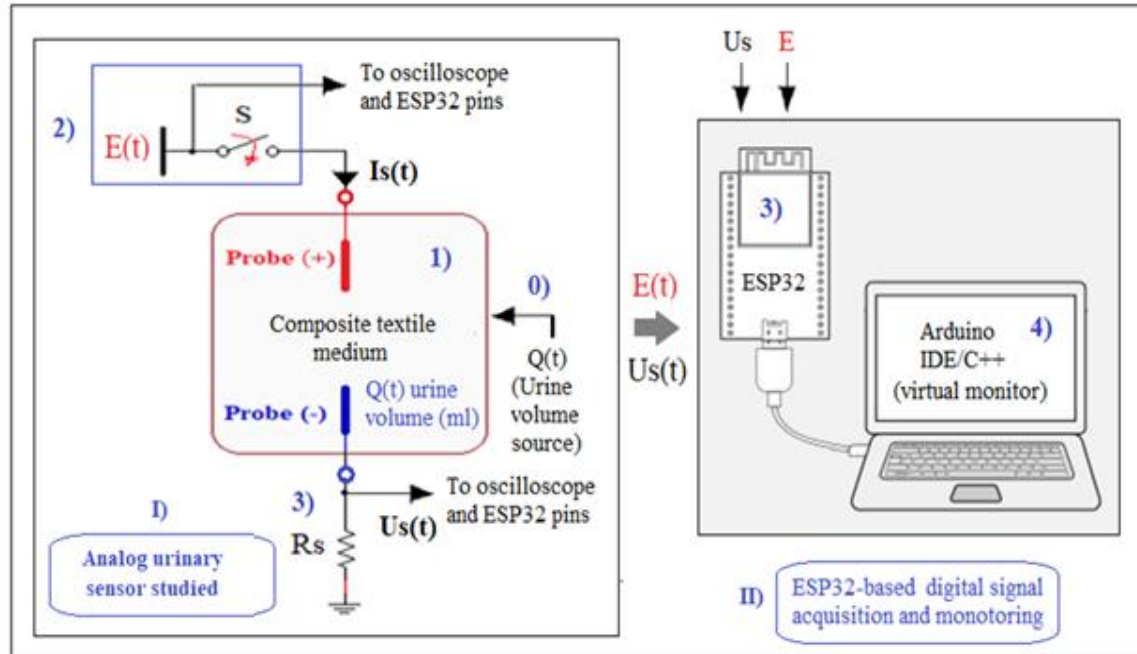 To oscilloscope
and ESP32 pins
2)
S
E(t)
Is(t)
Probe (+)
1)
0)
Composite textile
medium
Q(t)
(Urine
volume
source)
Q(t) urine
volume (ml)
Probe (-)
3)
To oscilloscope
and ESP32 pins
Us(t)
Rs
I)
Analog urinary
sensor studied
E(t)
Us(t)
Us E
3)
ESP32
Arduino 4)
IDE/C++
(virtual monitor)
II)
ESP32-based digital signal
acquisition and monotoring